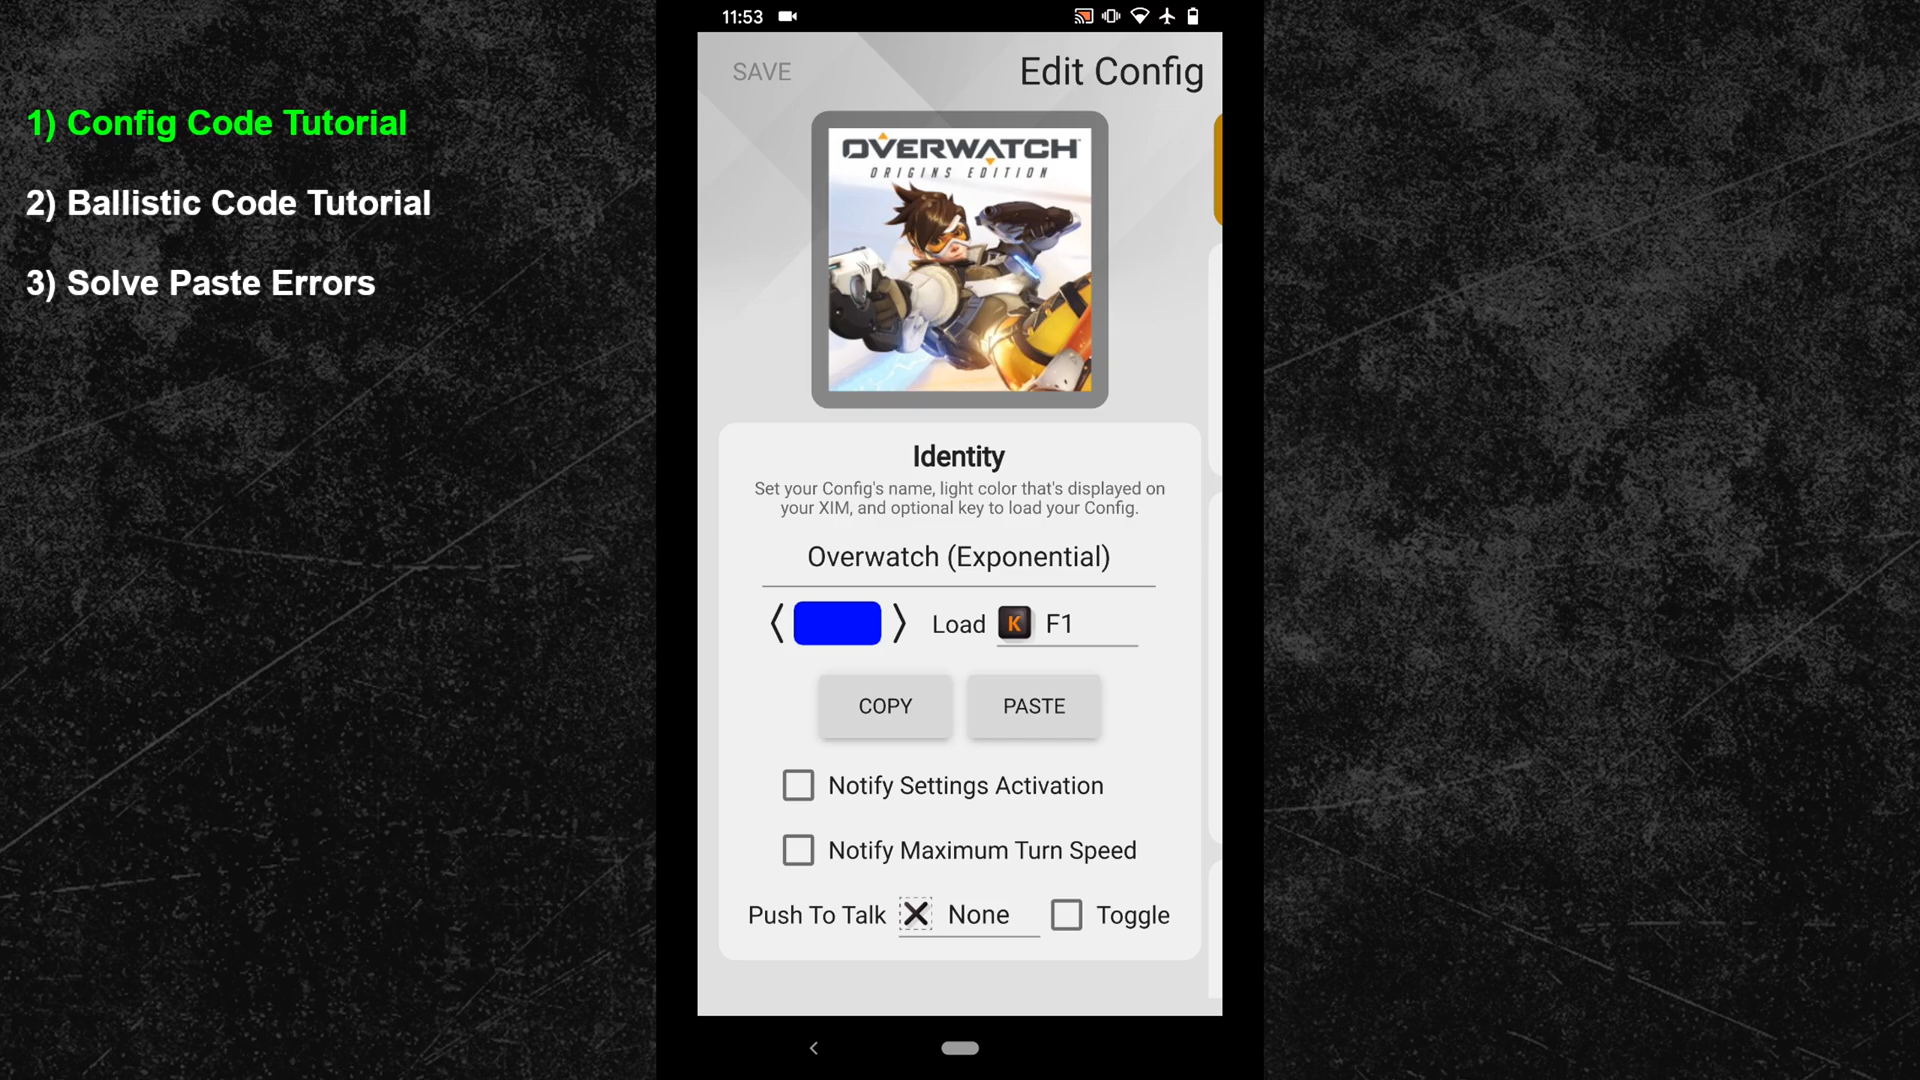 11:53
1) Config Code Tutorial
2) Ballistic Code Tutorial
3) Solve Paste Errors
SAVE
Edit Config
OVERWATCH
ORIGINS EDITION
Identity
Set your Config's name, light color that's displayed on
your XIM, and optional key to load your Config.
Overwatch (Exponential)
Load K F1
COPY
PASTE
Notify Settings Activation
Notify Maximum Turn Speed
Push To Talk None Toggle